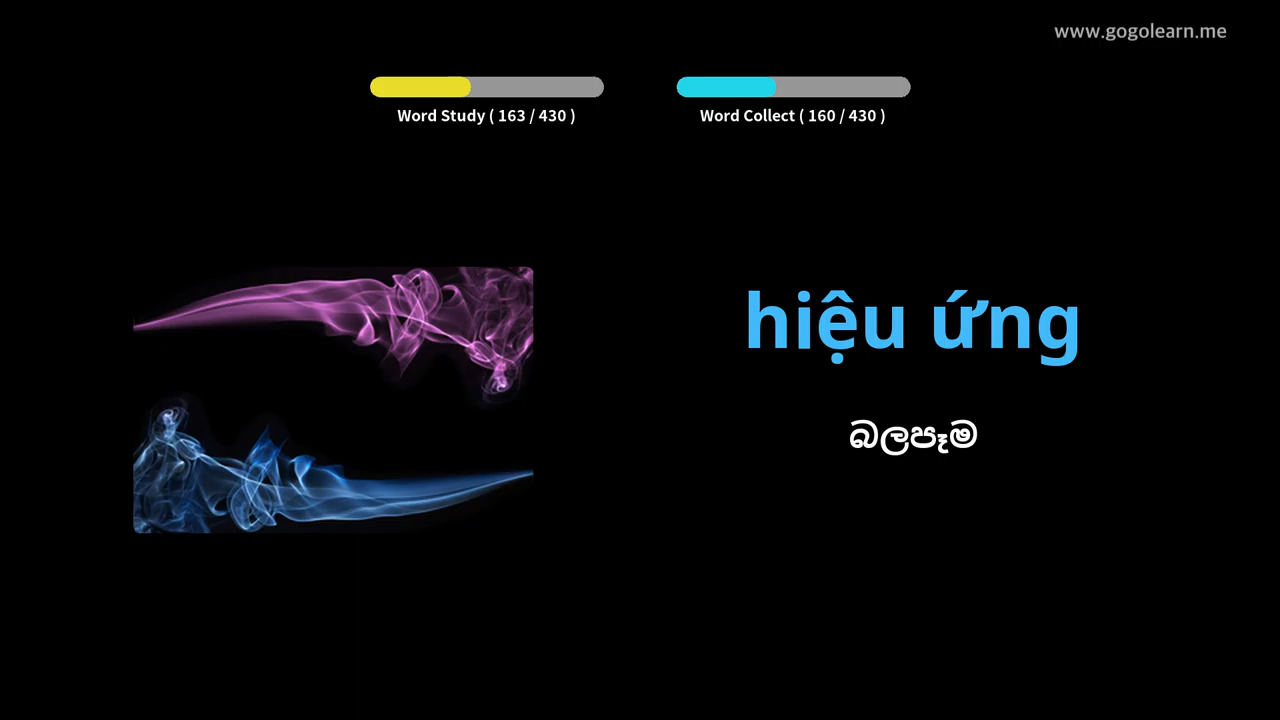 www.gogolearn.me
Word Study ( 163 / 430 )
Word Collect ( 160 / 430 )
hiệu ứng
බලපෑම